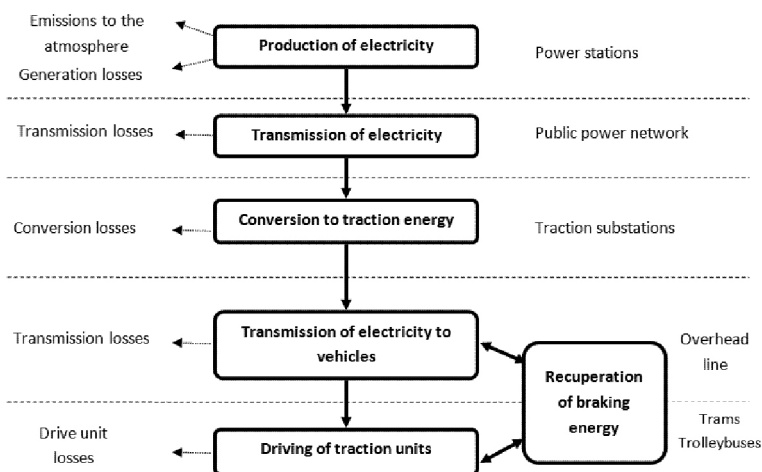 Emissions to the
atmosphere
Generation losses
Production of electricity
Power stations
Transmission losses
Transmission of electricity
Public power network
Conversion losses
Conversion to traction energy
Traction substations
Transmission losses
Transmission of electricity to
vehicles
Overhead
line
Recuperation
of braking
energy
Drive unit
losses
Driving of traction units
Trams
Trolleybuses